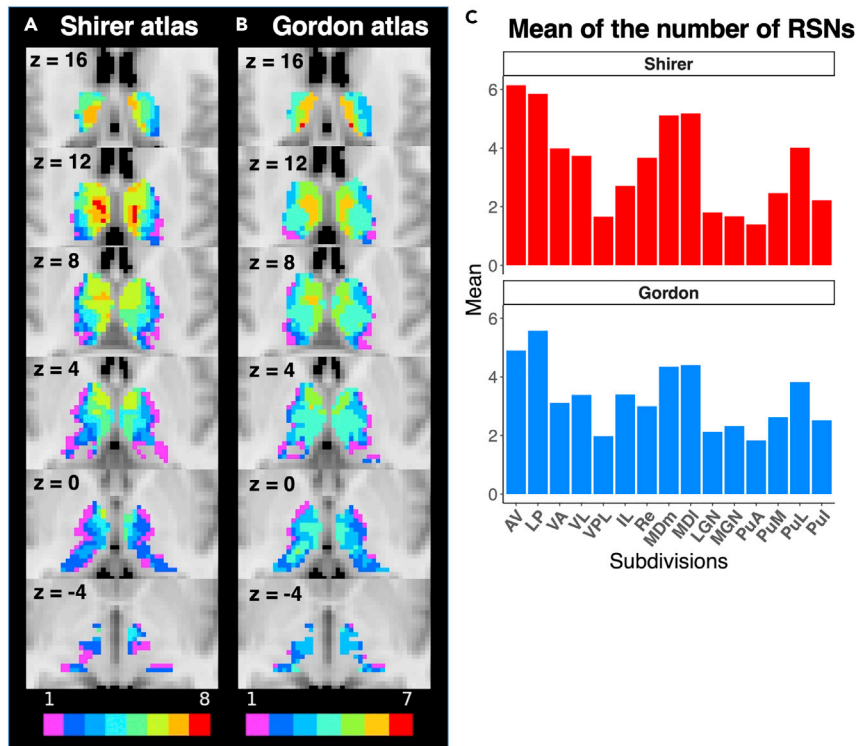 A Shirer atlas
z = 16
z = 12
z = 8
z = 4
z = 0
z = -4
1 8
B Gordon atlas
z = 16
z = 12
z = 8
z = 4
z = 0
z = -4
1 7
C Mean of the number of RSNs
Shirer
6
4
2
0
Mean
Gordon
6
4
2
0
AV LP VA VL VPL IL Re MDm MDl LGN MGN PuA PuM PuL PuI
Subdivisions